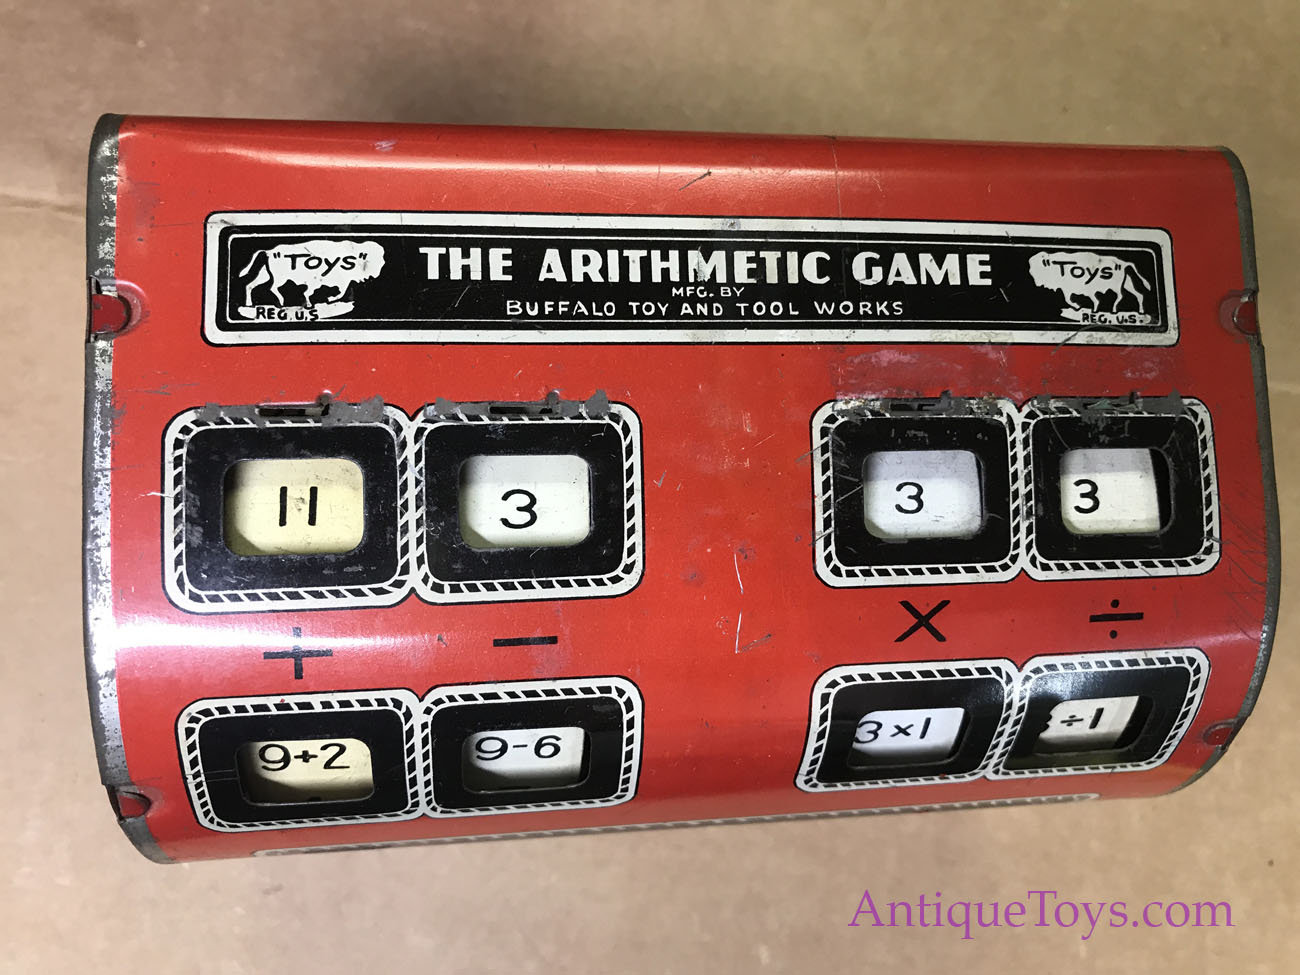 "TOYS"
REG. U.S.
THE ARITHMETIC GAME
MFG. BY
BUFFALO TOY AND TOOL WORKS
"TOYS"
REG. U.S.
11 3 3 3
+ − × ÷
9+2 9-6 3×1 ÷1
AntiqueToys.com